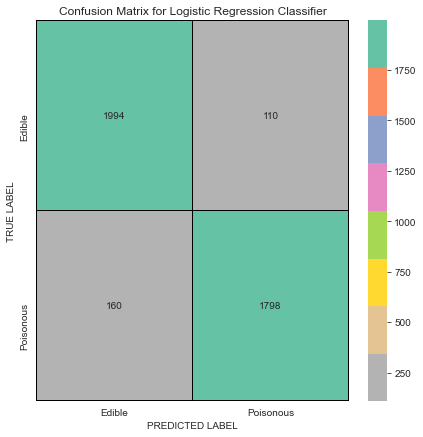 Confusion Matrix for Logistic Regression Classifier
Edible
Poisonous
TRUE LABEL
1994
110
160
1798
Edible
Poisonous
PREDICTED LABEL
1750
1500
1250
1000
750
500
250